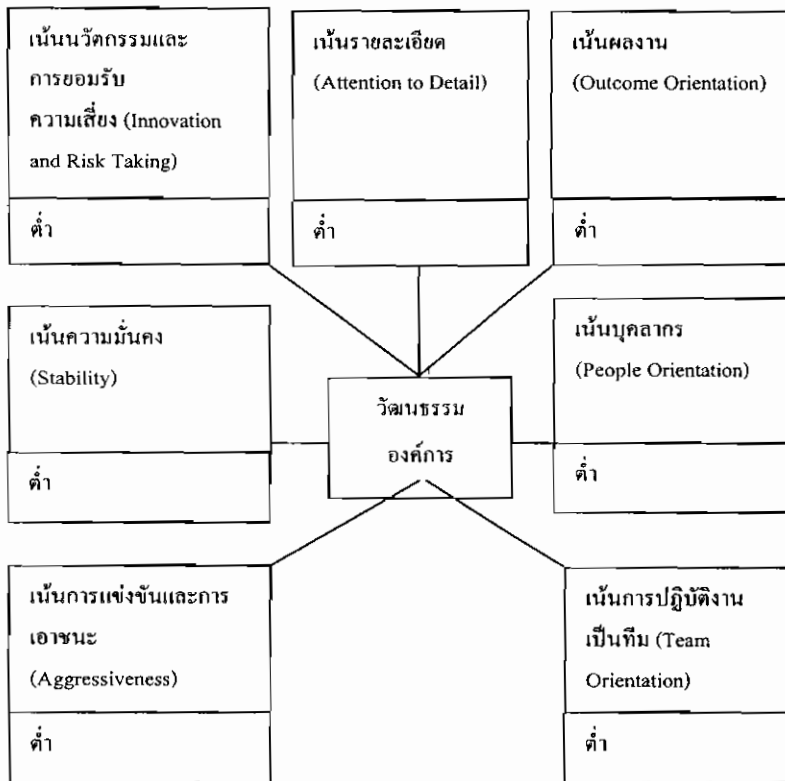 เน้นนวัตกรรมและ
การยอมรับ
ความเสี่ยง (Innovation
and Risk Taking)
ต่ำ
เน้นรายละเอียด
(Attention to Detail)
ต่ำ
เน้นผลงาน
(Outcome Orientation)
ต่ำ
เน้นความมั่นคง
(Stability)
ต่ำ
วัฒนธรรม
องค์การ
เน้นบุคลากร
(People Orientation)
ต่ำ
เน้นการแข่งขันและการ
เอาชนะ
(Aggressiveness)
ต่ำ
เน้นการปฏิบัติงาน
เป็นทีม (Team
Orientation)
ต่ำ